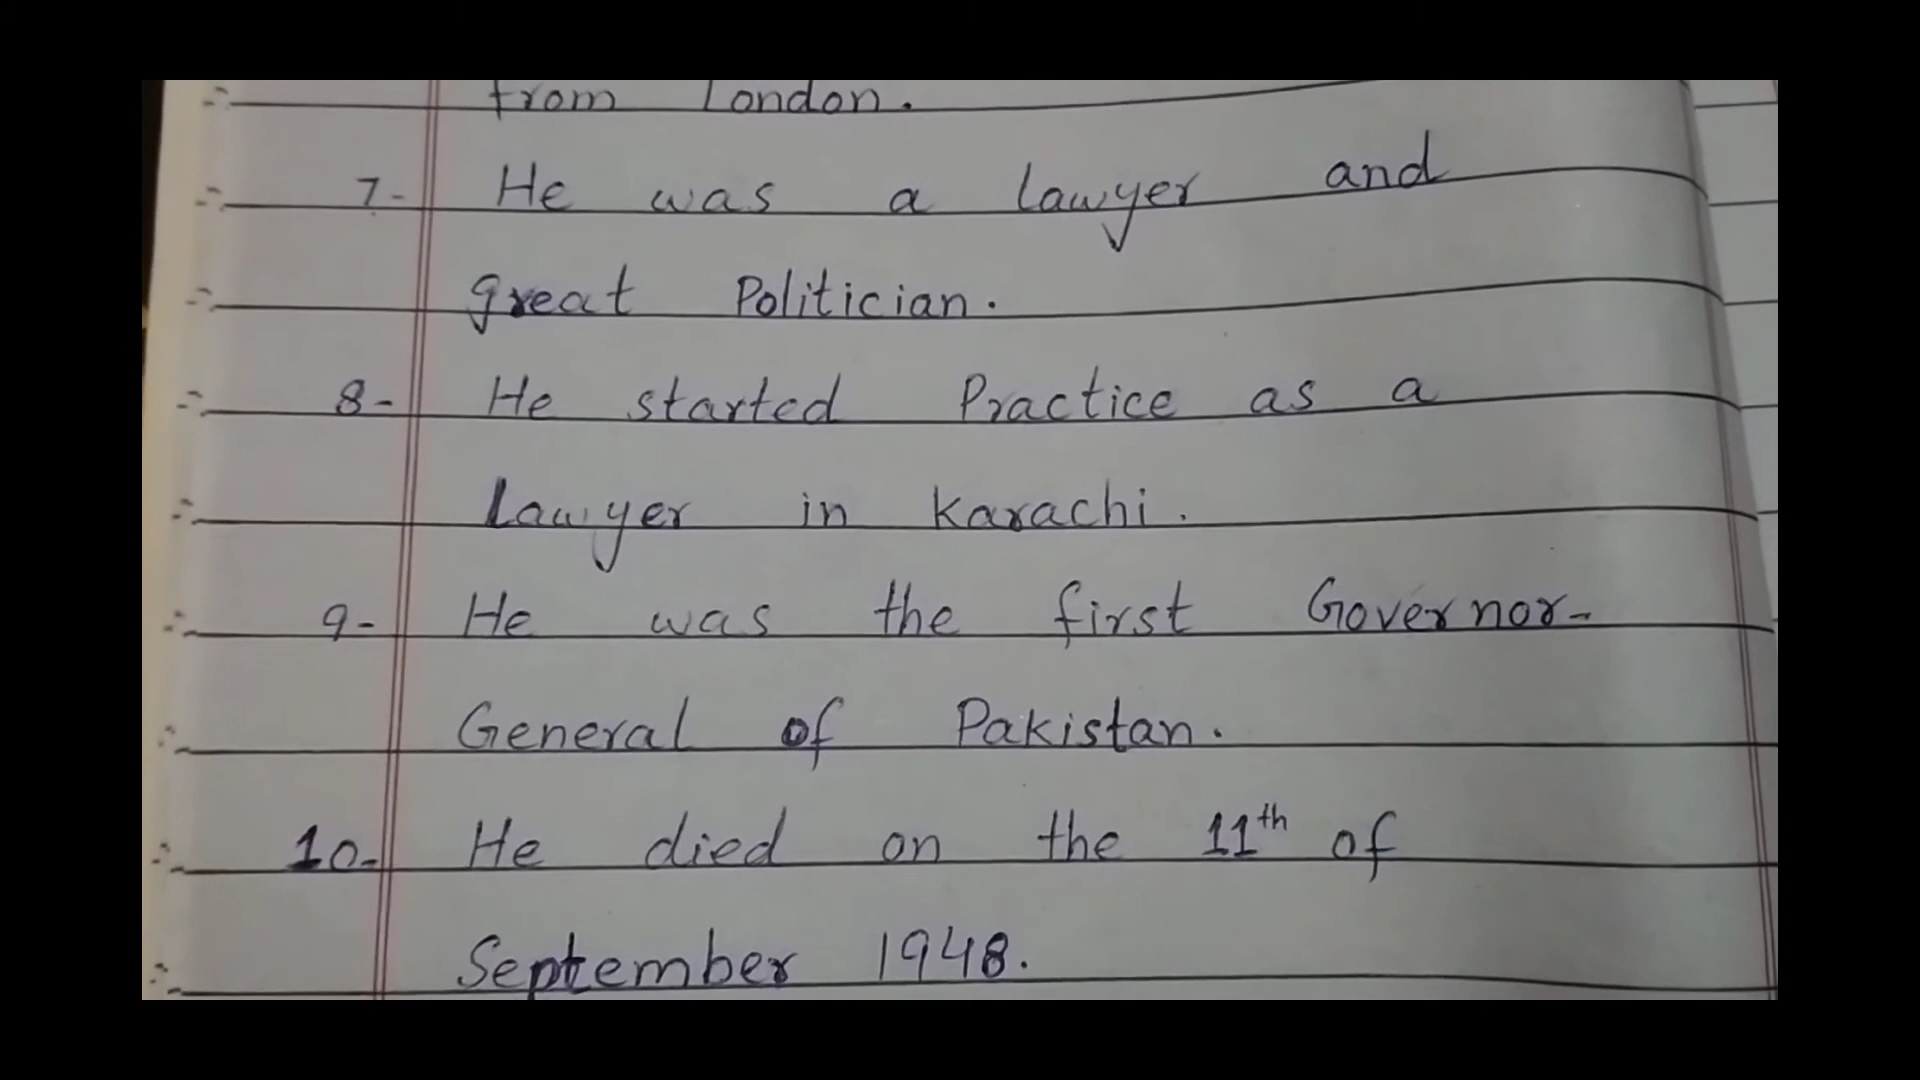 from London.
7- He was a lawyer and
great Politician.
8- He started Practice as a
Lawyer in Karachi.
9- He was the first Governor-
General of Pakistan.
10- He died on the 11th of
September 1948.